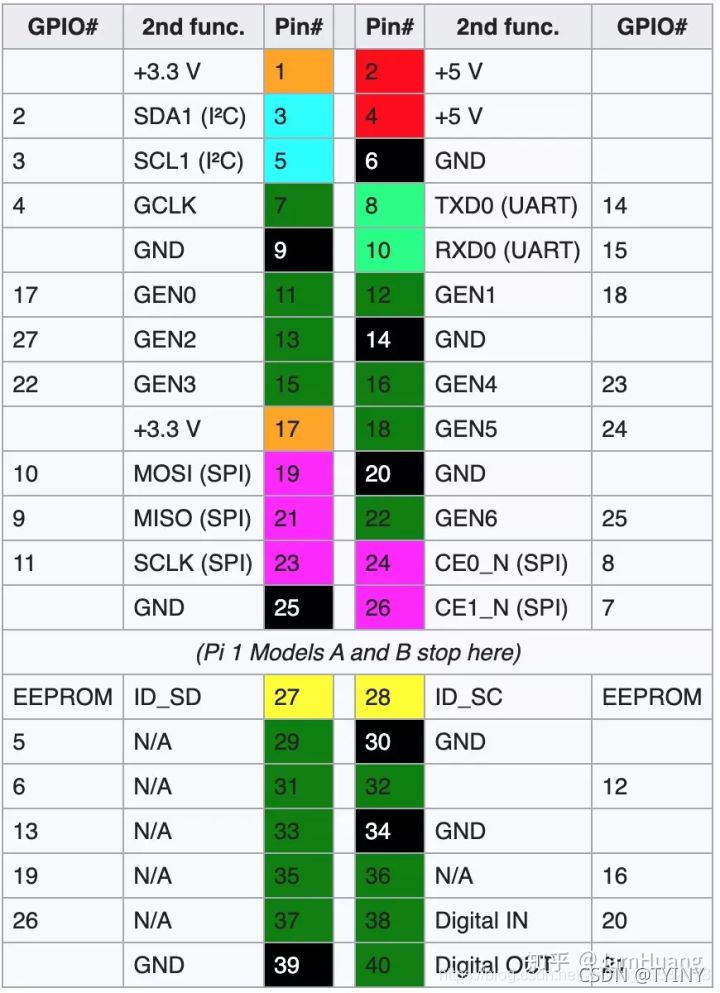 GPIO# 2nd func. Pin# Pin# 2nd func. GPIO#
+3.3 V 1 2 +5 V
2 SDA1 (I²C) 3 4 +5 V
3 SCL1 (I²C) 5 6 GND
4 GCLK 7 8 TXD0 (UART) 14
GND 9 10 RXD0 (UART) 15
17 GEN0 11 12 GEN1 18
27 GEN2 13 14 GND
22 GEN3 15 16 GEN4 23
+3.3 V 17 18 GEN5 24
10 MOSI (SPI) 19 20 GND
9 MISO (SPI) 21 22 GEN6 25
11 SCLK (SPI) 23 24 CE0_N (SPI) 8
GND 25 26 CE1_N (SPI) 7
(Pi 1 Models A and B stop here)
EEPROM ID_SD 27 28 ID_SC EEPROM
5 N/A 29 30 GND
6 N/A 31 32 12
13 N/A 33 34 GND
19 N/A 35 36 N/A 16
26 N/A 37 38 Digital IN 20
GND 39 40 Digital OUT 21
知乎
CSDN @TYINY